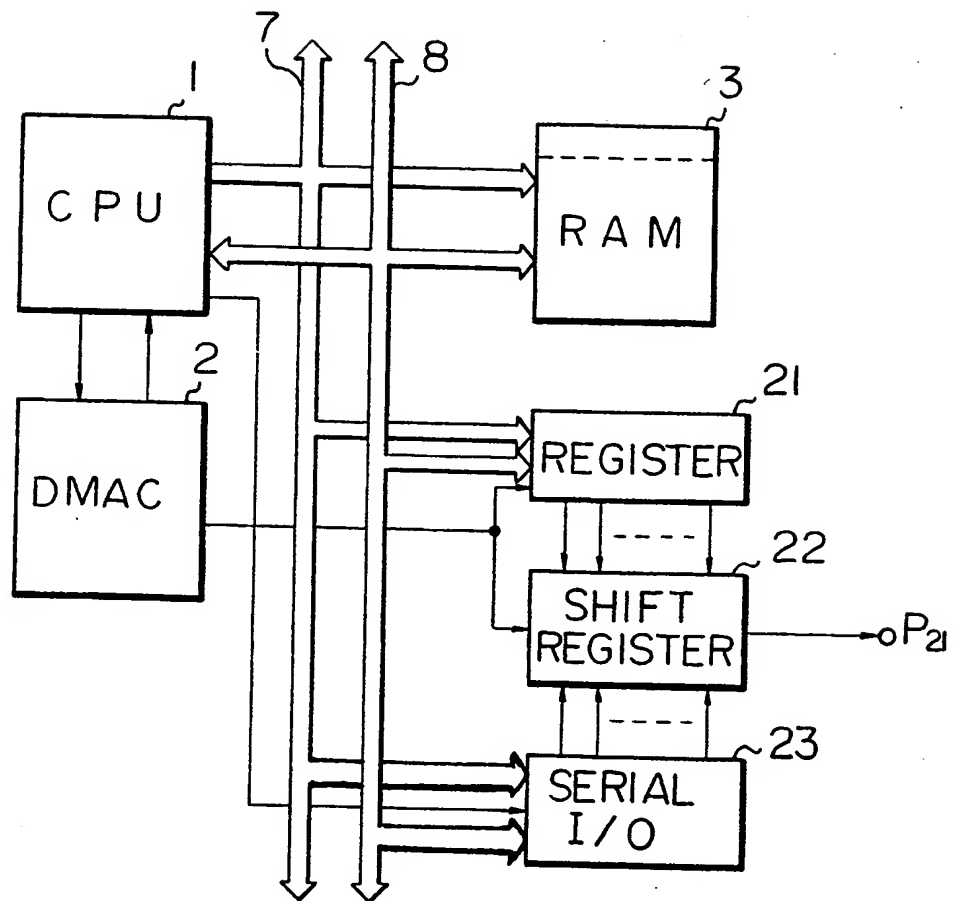 7
8
1
3
CPU
RAM
2
21
DMAC
REGISTER
22
SHIFT
REGISTER
P21
23
SERIAL
I/O